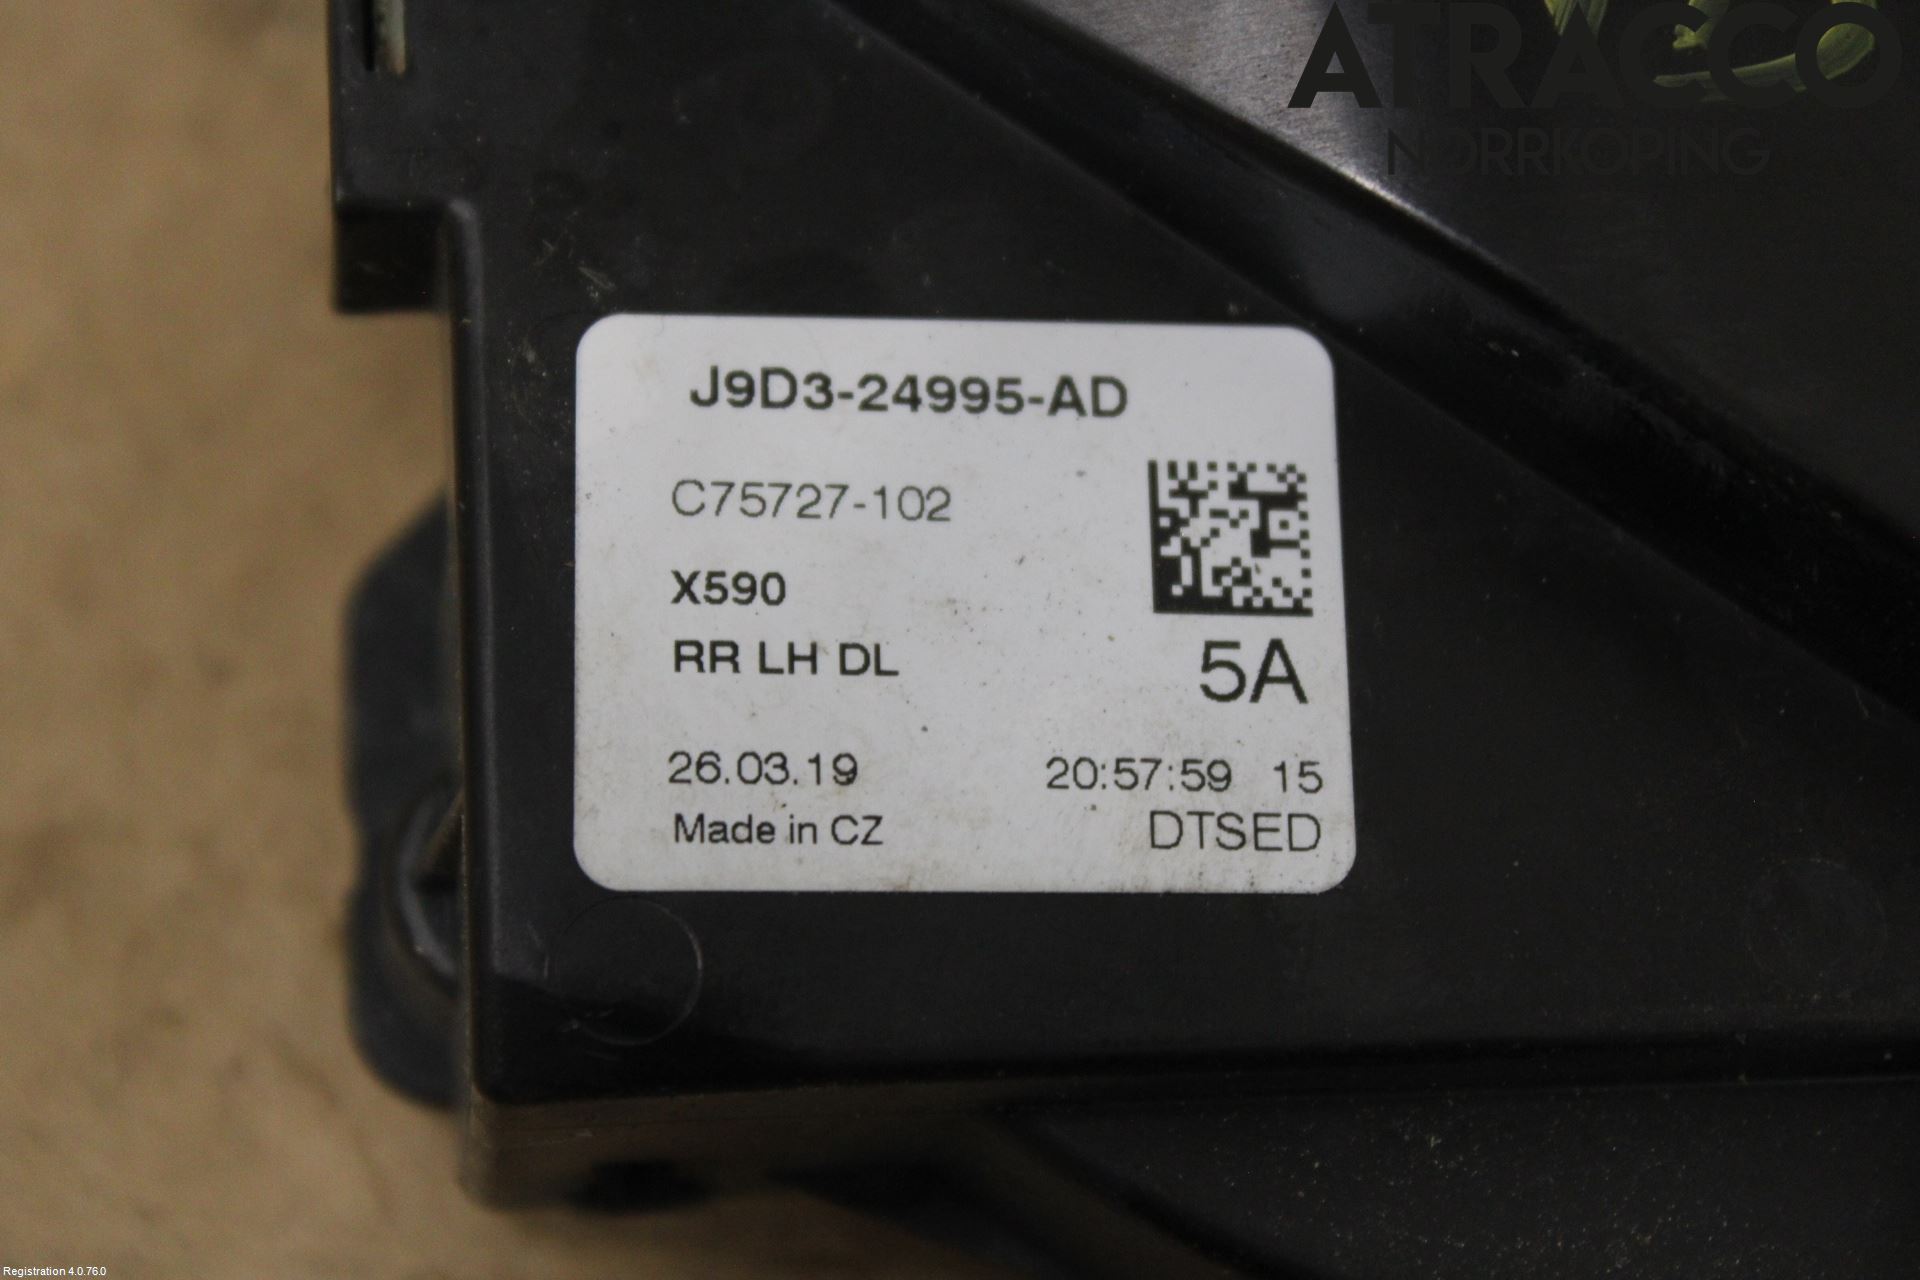 ATRACCO
NORRKÖPING
J9D3-24995-AD
C75727-102
X590
RR LH DL
5A
26.03.19
20:57:59 15
Made in CZ
DTSED
Registration 4.0.76.0